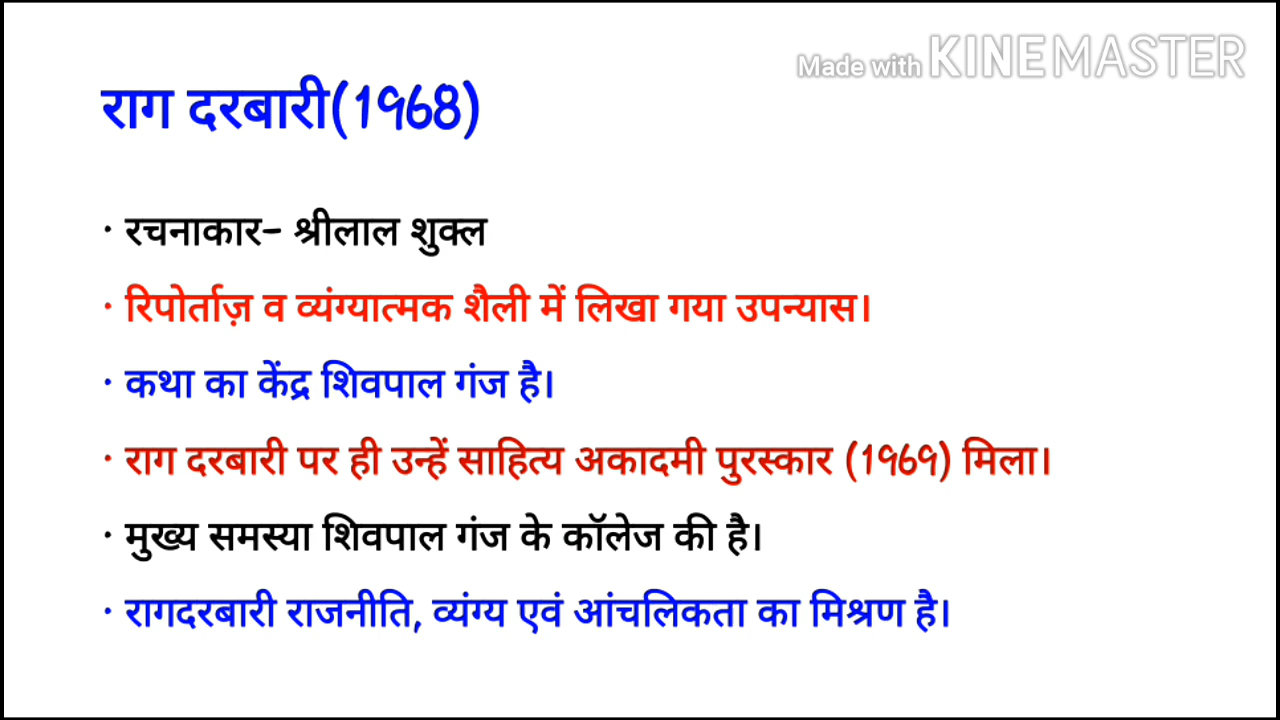 Made with KINEMASTER
राग दरबारी(1968)
· रचनाकार- श्रीलाल शुक्ल
· रिपोर्ताज़ व व्यंग्यात्मक शैली में लिखा गया उपन्यास।
· कथा का केंद्र शिवपाल गंज है।
· राग दरबारी पर ही उन्हें साहित्य अकादमी पुरस्कार (1969) मिला।
· मुख्य समस्या शिवपाल गंज के कॉलेज की है।
· रागदरबारी राजनीति, व्यंग्य एवं आंचलिकता का मिश्रण है।